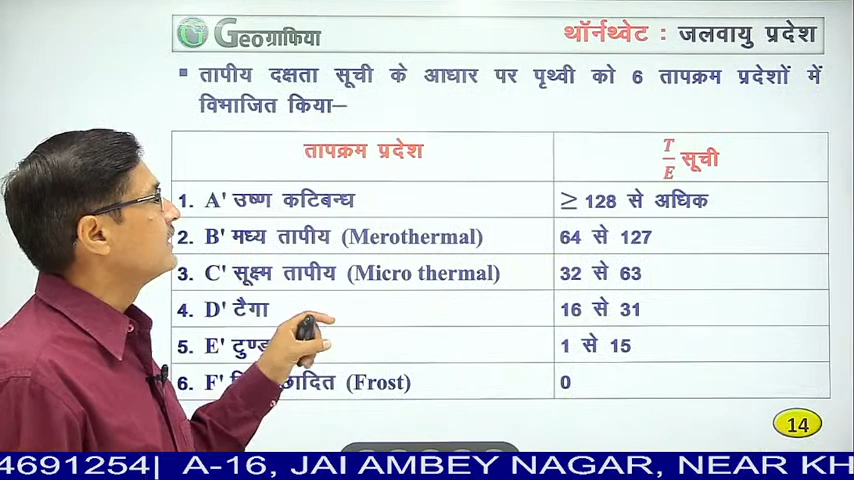 Geoग्राफिया
थॉर्नथ्वेट : जलवायु प्रदेश
▪ तापीय दक्षता सूची के आधार पर पृथ्वी को 6 तापक्रम प्रदेशों में
विभाजित किया–
तापक्रम प्रदेश T/E सूची
1. A' उष्ण कटिबन्ध ≥ 128 से अधिक
2. B' मध्य तापीय (Merothermal) 64 से 127
3. C' सूक्ष्म तापीय (Micro thermal) 32 से 63
4. D' टैगा 16 से 31
5. E' 1 से 15
6. F' (Frost) 0
14
4691254| A-16, JAI AMBEY NAGAR, NEAR KH